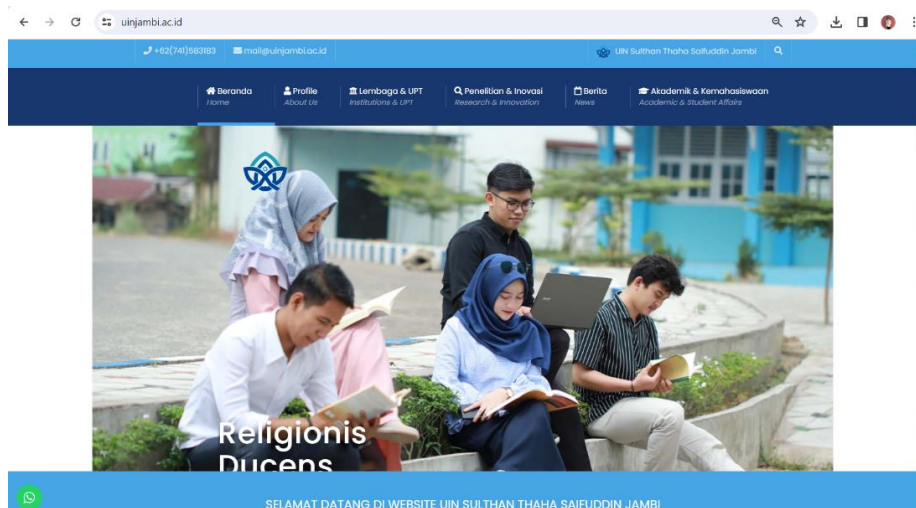 uinjambi.ac.id
+62(741)583183 mail@uinjambi.ac.id UIN Sulthan Thaha Saifuddin Jambi
Beranda Profile Lembaga & UPT Penelitian & Inovasi Berita Akademik & Kemahasiswaan
Home About Us Institutions & UPT Research & Innovation News Academic & Student Affairs
Religionis
Ducens
SELAMAT DATANG DI WEBSITE UIN SULTHAN THAHA SAIFUDDIN JAMBI